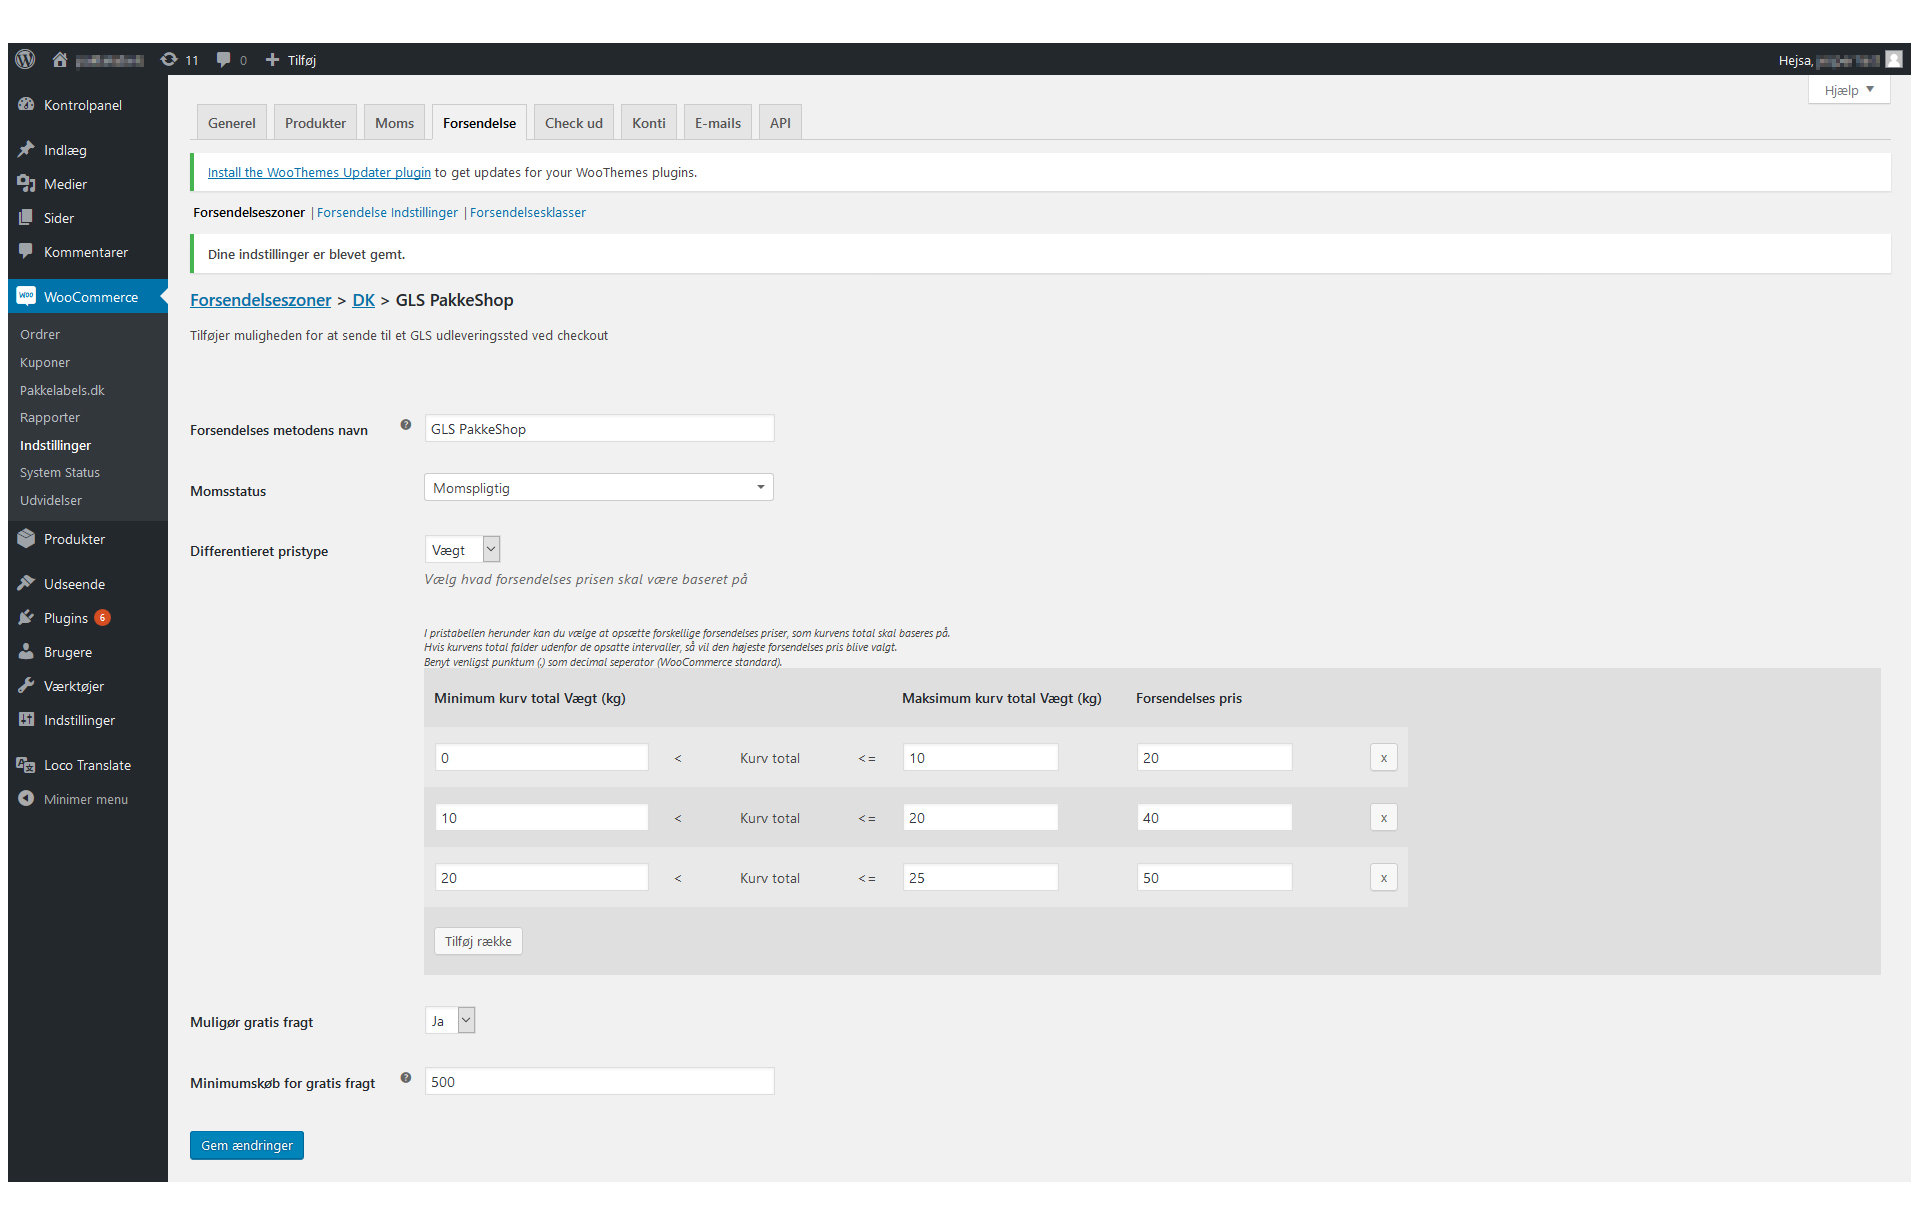 11 0 Tilføj Hejsa,
Hjælp
Kontrolpanel
Indlæg
Medier
Sider
Kommentarer
WOO WooCommerce
Ordrer
Kuponer
Pakkelabels.dk
Rapporter
Indstillinger
System Status
Udvidelser
Produkter
Udseende
Plugins 6
Brugere
Værktøjer
Indstillinger
Loco Translate
Minimer menu
Generel Produkter Moms Forsendelse Check ud Konti E-mails API
Install the WooThemes Updater plugin to get updates for your WooThemes plugins.
Forsendelseszoner | Forsendelse Indstillinger | Forsendelsesklasser
Dine indstillinger er blevet gemt.
Forsendelseszoner > DK > GLS PakkeShop
Tilføjer muligheden for at sende til et GLS udleveringssted ved checkout
Forsendelses metodens navn ? GLS PakkeShop
Momsstatus Momspligtig
Differentieret pristype Vægt
Vælg hvad forsendelses prisen skal være baseret på
I pristabellen herunder kan du vælge at opsætte forskellige forsendelses priser, som kurvens total skal baseres på.
Hvis kurvens total falder udenfor de opsatte intervaller, så vil den højeste forsendelses pris blive valgt.
Benyt venligst punktum (.) som decimal seperator (WooCommerce standard).
Minimum kurv total Vægt (kg) Maksimum kurv total Vægt (kg) Forsendelses pris
0 < Kurv total <= 10 20 x
10 < Kurv total <= 20 40 x
20 < Kurv total <= 25 50 x
Tilføj række
Muligør gratis fragt Ja
Minimumskøb for gratis fragt ? 500
Gem ændringer